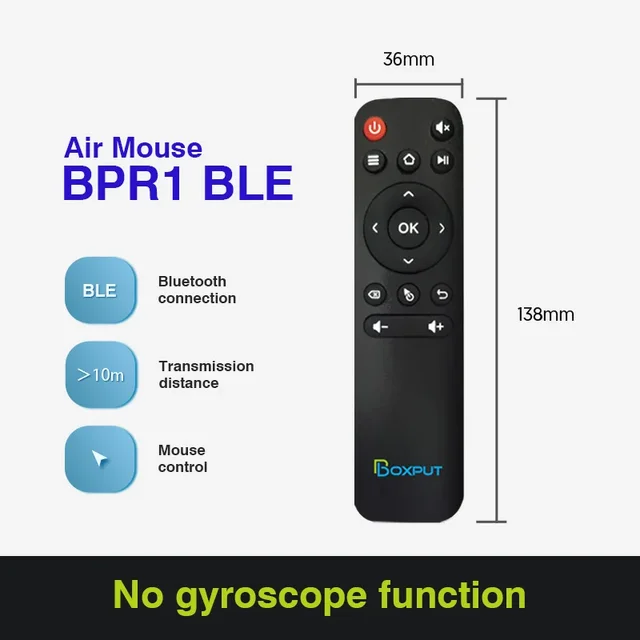 36mm
Air Mouse
BPR1 BLE
OK
BLE
Bluetooth
connection
138mm
>10m
Transmission
distance
Mouse
control
BOXPUT
No gyroscope function